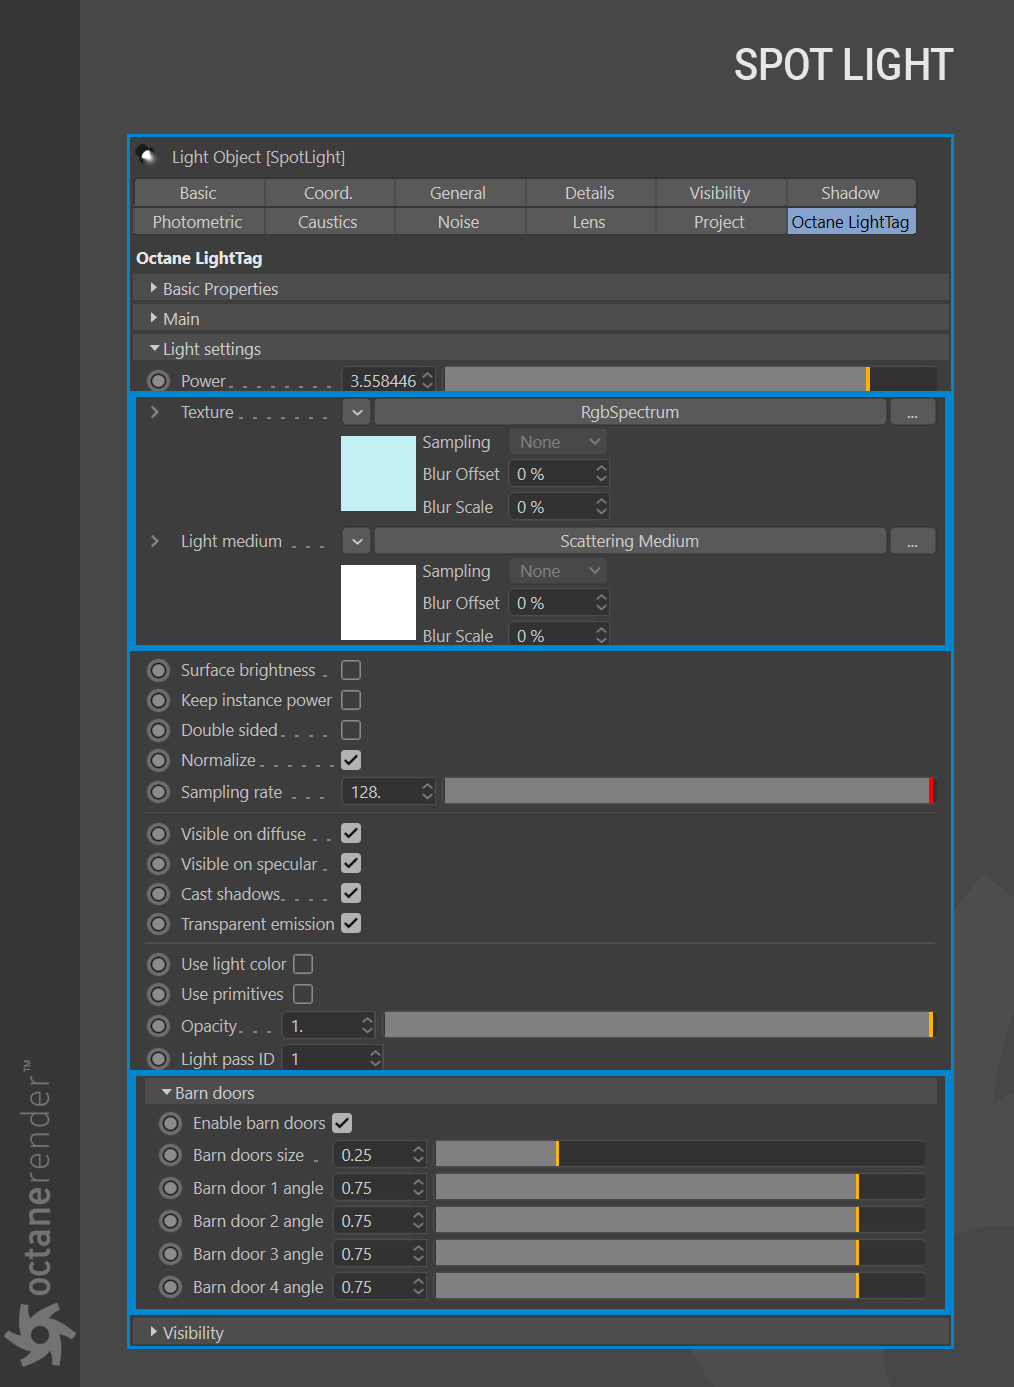 SPOT LIGHT
Light Object [SpotLight]
Basic Coord. General Details Visibility Shadow
Photometric Caustics Noise Lens Project Octane LightTag
Octane LightTag
Basic Properties
Main
Light settings
Power 3.558446
Texture RgbSpectrum ...
Sampling None
Blur Offset 0 %
Blur Scale 0 %
Light medium Scattering Medium ...
Sampling None
Blur Offset 0 %
Blur Scale 0 %
Surface brightness
Keep instance power
Double sided
Normalize
Sampling rate 128.
Visible on diffuse
Visible on specular
Cast shadows
Transparent emission
Use light color
Use primitives
Opacity 1.
Light pass ID 1
Barn doors
Enable barn doors
Barn doors size 0.25
Barn door 1 angle 0.75
Barn door 2 angle 0.75
Barn door 3 angle 0.75
Barn door 4 angle 0.75
Visibility
octanerender™